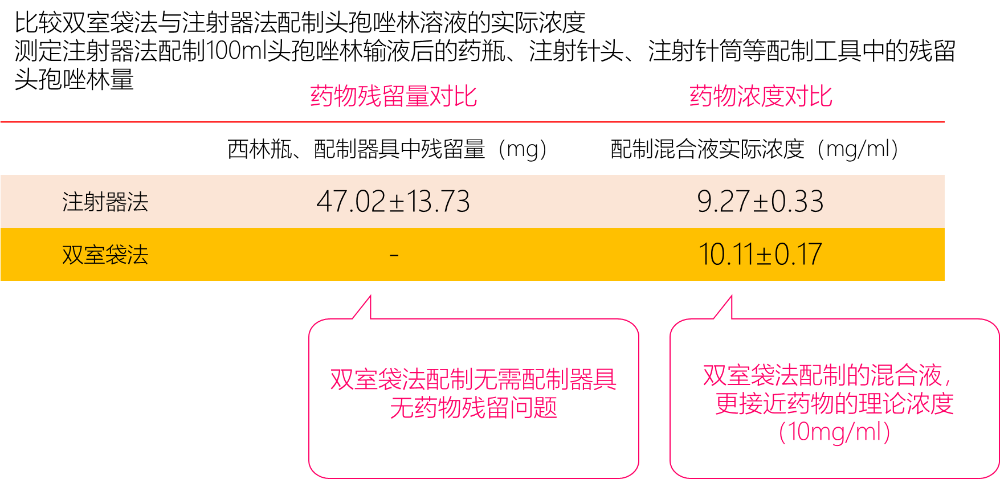 比较双室袋法与注射器法配制头孢唑林溶液的实际浓度
测定注射器法配制100ml头孢唑林输液后的药瓶、注射针头、注射针筒等配制工具中的残留
头孢唑林量
药物残留量对比
药物浓度对比
西林瓶、配制器具中残留量（mg）
配制混合液实际浓度（mg/ml）
注射器法
47.02±13.73
9.27±0.33
双室袋法
-
10.11±0.17
双室袋法配制无需配制器具
无药物残留问题
双室袋法配制的混合液，
更接近药物的理论浓度
（10mg/ml）